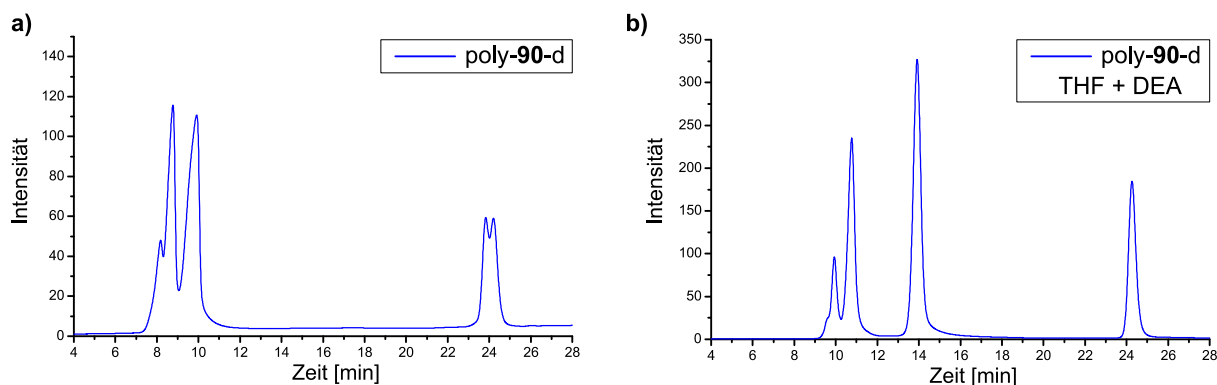 a)
140
120
100
80
60
40
20
0
Intensität
4 6 8 10 12 14 16 18 20 22 24 26 28
Zeit [min]
poly-90-d
b)
350
300
250
200
150
100
50
0
Intensität
4 6 8 10 12 14 16 18 20 22 24 26 28
Zeit [min]
poly-90-d
THF + DEA